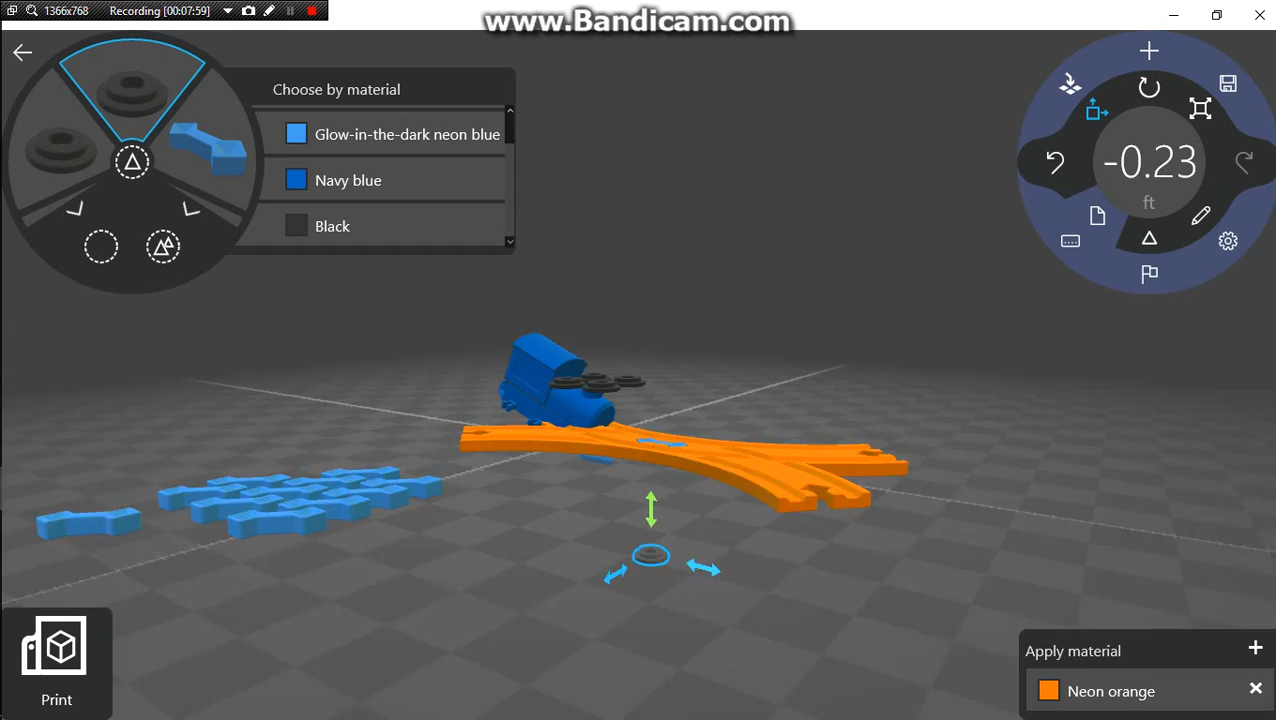 1366x768 Recording [00:07:59]
www.Bandicam.com
Choose by material
Glow-in-the-dark neon blue
Navy blue
Black
-0.23
ft
Print
Apply material
Neon orange